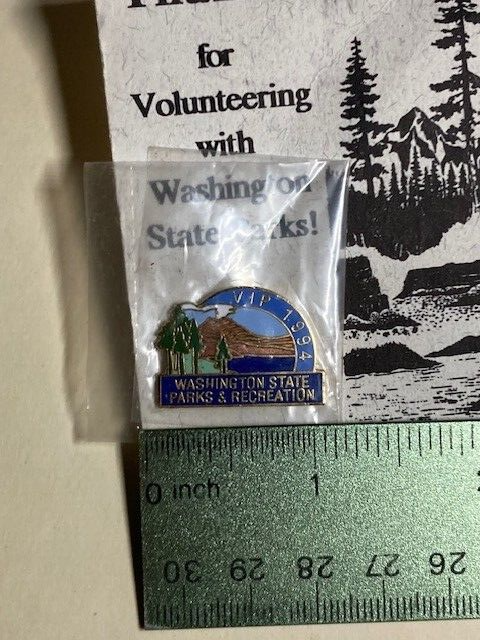 for
Volunteering
with
Washington
State Parks!
VIP 1994
WASHINGTON STATE
PARKS & RECREATION
0 inch 1
30 29 28 27 26